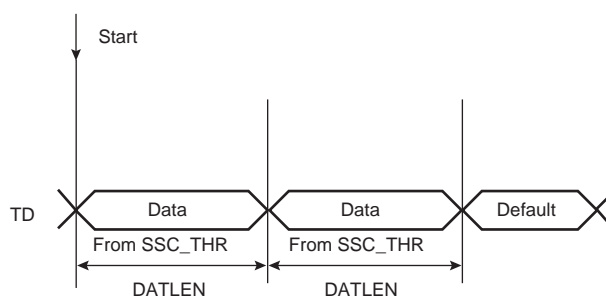 Start
TD Data Data Default
From SSC_THR From SSC_THR
DATLEN DATLEN